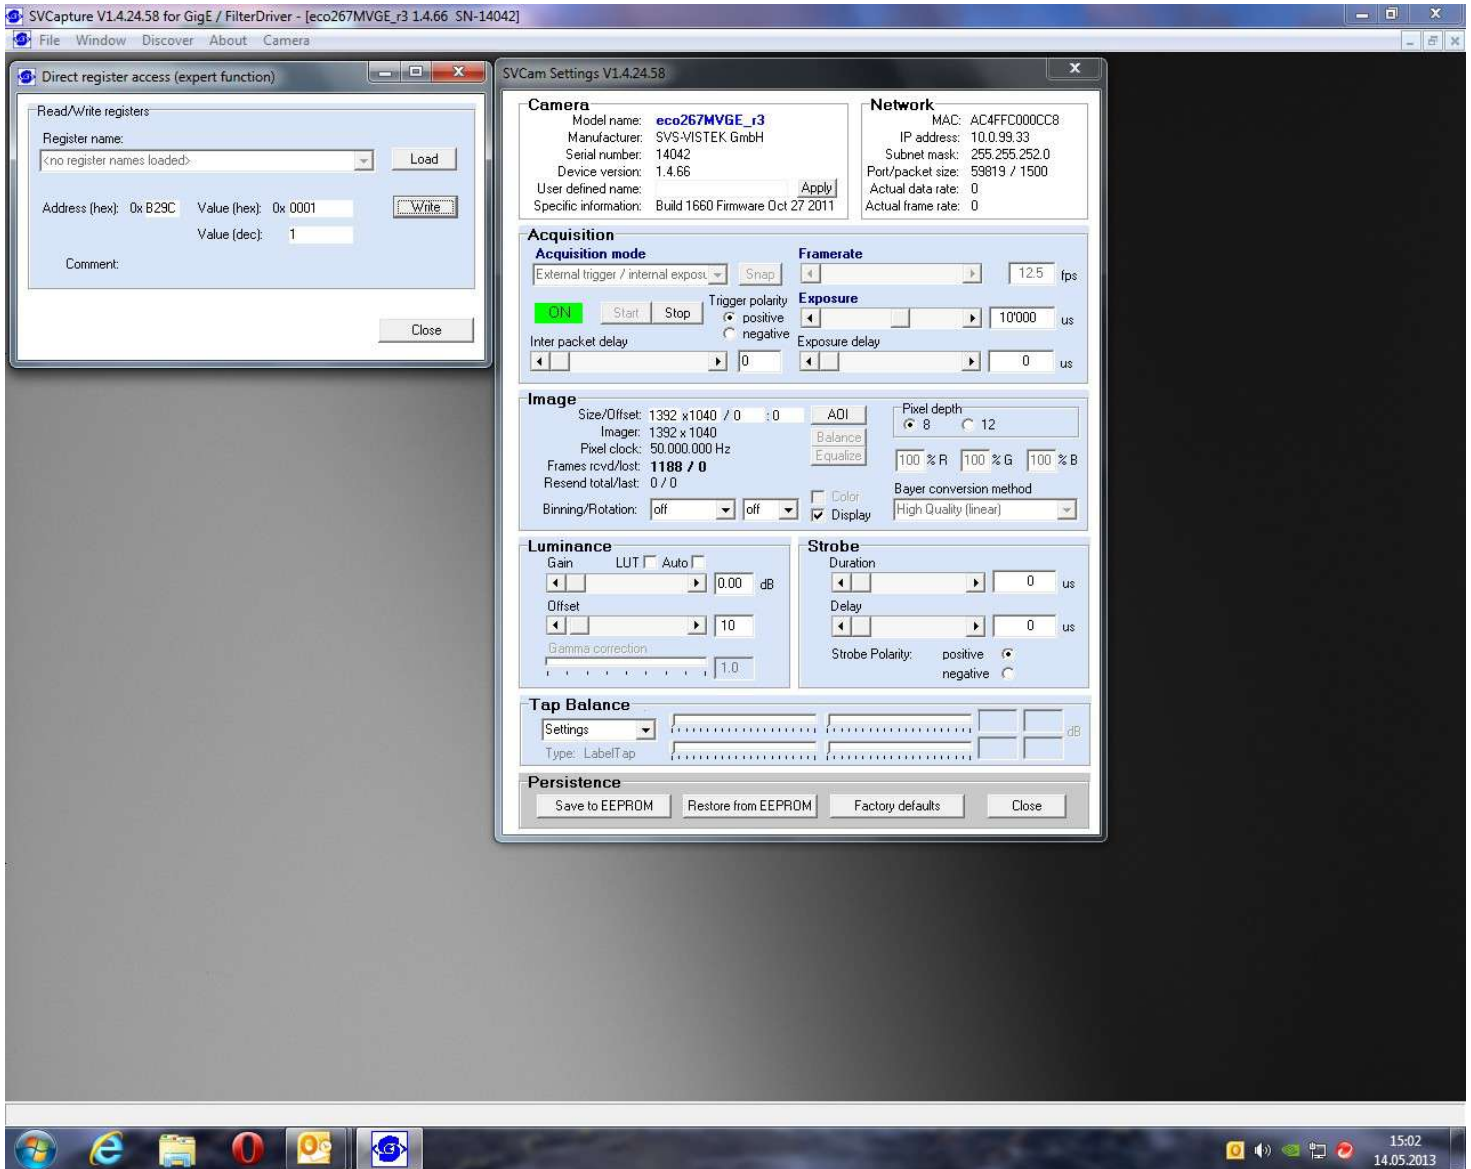 SVCapture V1.4.24.58 for GigE / FilterDriver - [eco267MVGE_r3 1.4.66 SN-14042]
File Window Discover About Camera
Direct register access (expert function)
Read/Write registers
Register name:
<no register names loaded>
Load
Address (hex): 0x B29C Value (hex): 0x 0001
Write
Value (dec): 1
Comment:
Close
SVCam Settings V1.4.24.58
Camera
Model name: eco267MVGE_r3
Manufacturer: SVS-VISTEK GmbH
Serial number: 14042
Device version: 1.4.66
User defined name: Apply
Specific information: Build 1660 Firmware Oct 27 2011
Network
MAC: AC4FFC000CC8
IP address: 10.0.99.33
Subnet mask: 255.255.252.0
Port/packet size: 59819 / 1500
Actual data rate: 0
Actual frame rate: 0
Acquisition
Acquisition mode
External trigger / internal exposu
Snap
Framerate
12.5 fps
ON Start Stop
Trigger polarity
positive
negative
Exposure
10'000 us
Inter packet delay
0
Exposure delay
0 us
Image
Size/Offset: 1392 x1040 / 0 : 0 AOI
Imager: 1392 x 1040
Balance
Pixel clock: 50.000.000 Hz
Equalize
Frames rcvd/lost: 1188 / 0
Resend total/last: 0 / 0
Binning/Rotation: off off
Color
Display
Pixel depth
8 12
100 % R 100 % G 100 % B
Bayer conversion method
High Quality (linear)
Luminance
Gain LUT Auto
0.00 dB
Offset
10
Gamma correction
1.0
Strobe
Duration
0 us
Delay
0 us
Strobe Polarity: positive
negative
Tap Balance
Settings
dB
Type: LabelTap
Persistence
Save to EEPROM Restore from EEPROM Factory defaults Close
15:02
14.05.2013